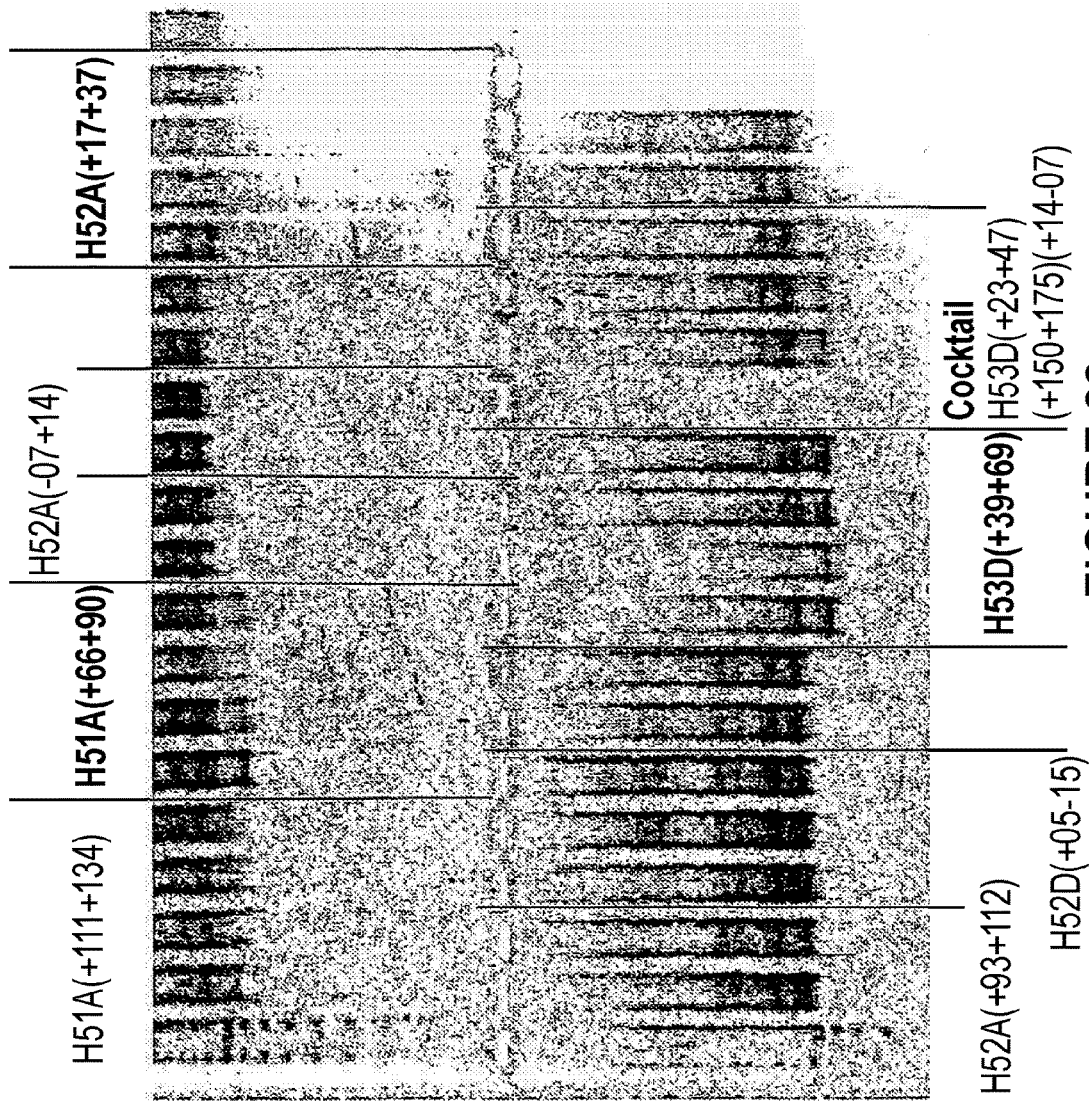 H51A(+111+134)
H51A(+66+90)
H52A(-07+14)
H52A(+17+37)
H52A(+93+112)
H52D(+05-15)
H53D(+39+69)
Cocktail
H53D(+23+47)
(+150+175)(+14-07)